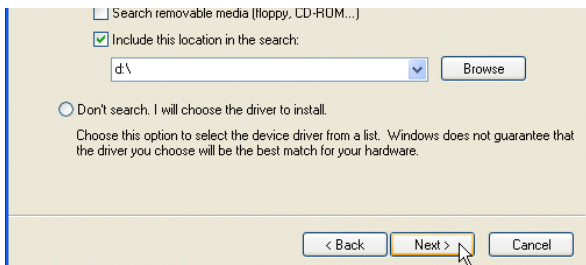 Search removable media (floppy, CD-ROM...)
Include this location in the search:
d:\
Browse
Don't search. I will choose the driver to install.
Choose this option to select the device driver from a list. Windows does not guarantee that
the driver you choose will be the best match for your hardware.
< Back
Next >
Cancel